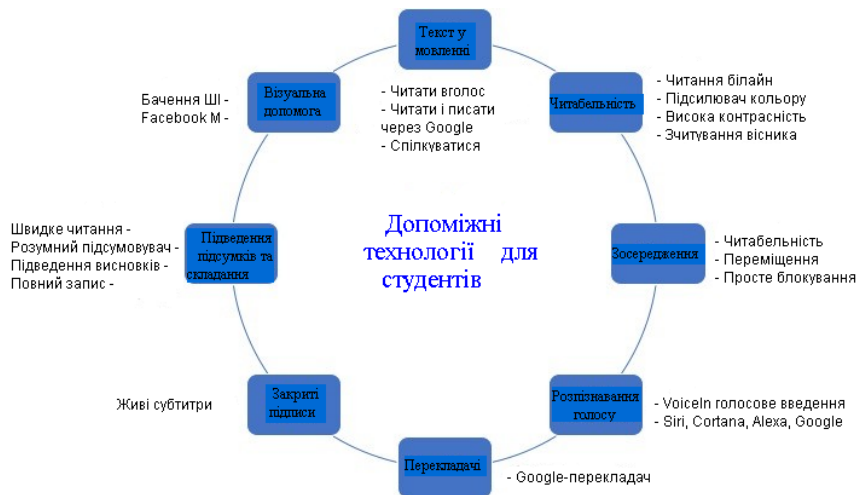 Текст у
мовленні
- Читати вголос
- Читати і писати
через Google
- Спілкуватися
Читабельність
- Читання білайн
- Підсилювач кольору
- Висока контрасність
- Зчитування вісника
Зосередження
- Читабельність
- Переміщення
- Просте блокування
Розпізнавання
голосу
- VoiceIn голосове введення
- Siri, Cortana, Alexa, Google
Перекладачі
- Google-перекладач
Закриті
підписи
Живі субтитри
Підведення
підсумків та
складання
Швидке читання -
Розумний підсумовувач -
Підведення висновків -
Повний запис -
Візуальна
допомога
Бачення ШІ -
Facebook M -
Допоміжні
технології для
студентів